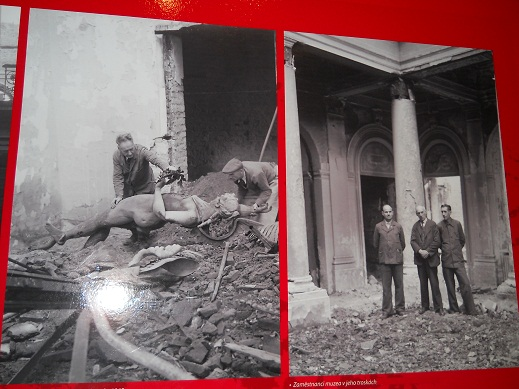 • Zaměstnanci muzea v jeho troskách